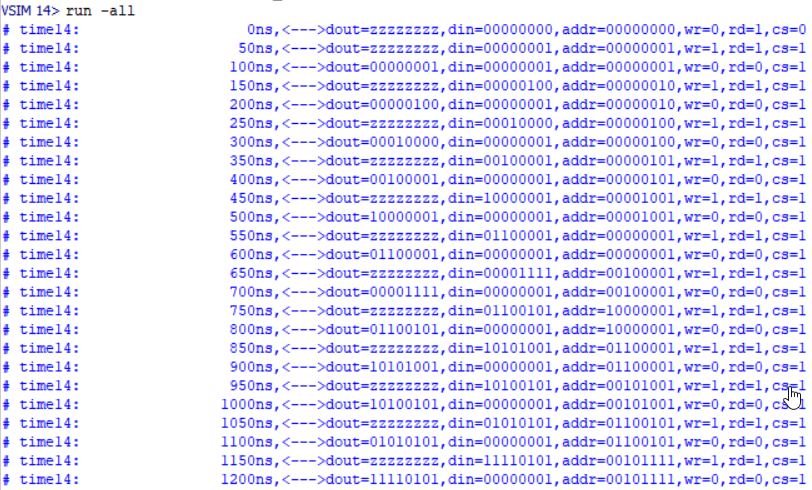 VSIM 14> run -all
# time14: 0ns,<--->dout=zzzzzzzz,din=00000000,addr=00000000,wr=0,rd=1,cs=0
# time14: 50ns,<--->dout=zzzzzzzz,din=00000001,addr=00000001,wr=1,rd=1,cs=1
# time14: 100ns,<--->dout=00000001,din=00000000,addr=00000001,wr=0,rd=0,cs=1
# time14: 150ns,<--->dout=zzzzzzzz,din=00000100,addr=00000010,wr=1,rd=1,cs=1
# time14: 200ns,<--->dout=00000100,din=00000001,addr=00000010,wr=0,rd=0,cs=1
# time14: 250ns,<--->dout=zzzzzzzz,din=00010000,addr=00000100,wr=1,rd=1,cs=1
# time14: 300ns,<--->dout=00010000,din=00000001,addr=00000100,wr=0,rd=0,cs=1
# time14: 350ns,<--->dout=zzzzzzzz,din=00100001,addr=00000101,wr=1,rd=1,cs=1
# time14: 400ns,<--->dout=00100001,din=00000001,addr=00000101,wr=0,rd=0,cs=1
# time14: 450ns,<--->dout=zzzzzzzz,din=10000001,addr=00001001,wr=1,rd=1,cs=1
# time14: 500ns,<--->dout=10000001,din=00000001,addr=00001001,wr=0,rd=0,cs=1
# time14: 550ns,<--->dout=zzzzzzzz,din=01100001,addr=00000000,wr=1,rd=1,cs=1
# time14: 600ns,<--->dout=01100001,din=00000001,addr=00000000,wr=0,rd=0,cs=1
# time14: 650ns,<--->dout=zzzzzzzz,din=00001111,addr=00100001,wr=1,rd=1,cs=1
# time14: 700ns,<--->dout=00001111,din=00000001,addr=00100001,wr=0,rd=0,cs=1
# time14: 750ns,<--->dout=zzzzzzzz,din=01100101,addr=10000001,wr=1,rd=1,cs=1
# time14: 800ns,<--->dout=01100101,din=00000001,addr=10000001,wr=0,rd=0,cs=1
# time14: 850ns,<--->dout=zzzzzzzz,din=10101001,addr=01100001,wr=1,rd=1,cs=1
# time14: 900ns,<--->dout=10101001,din=00000001,addr=01100001,wr=0,rd=0,cs=1
# time14: 950ns,<--->dout=zzzzzzzz,din=10100101,addr=00101001,wr=1,rd=1,cs=1
# time14: 1000ns,<--->dout=10100101,din=00000001,addr=00101001,wr=0,rd=0,cs=1
# time14: 1050ns,<--->dout=zzzzzzzz,din=01010101,addr=01100101,wr=1,rd=1,cs=1
# time14: 1100ns,<--->dout=01010101,din=00000001,addr=01100101,wr=0,rd=0,cs=1
# time14: 1150ns,<--->dout=zzzzzzzz,din=11110101,addr=00101111,wr=1,rd=1,cs=1
# time14: 1200ns,<--->dout=11110101,din=00000001,addr=00101111,wr=0,rd=0,cs=1